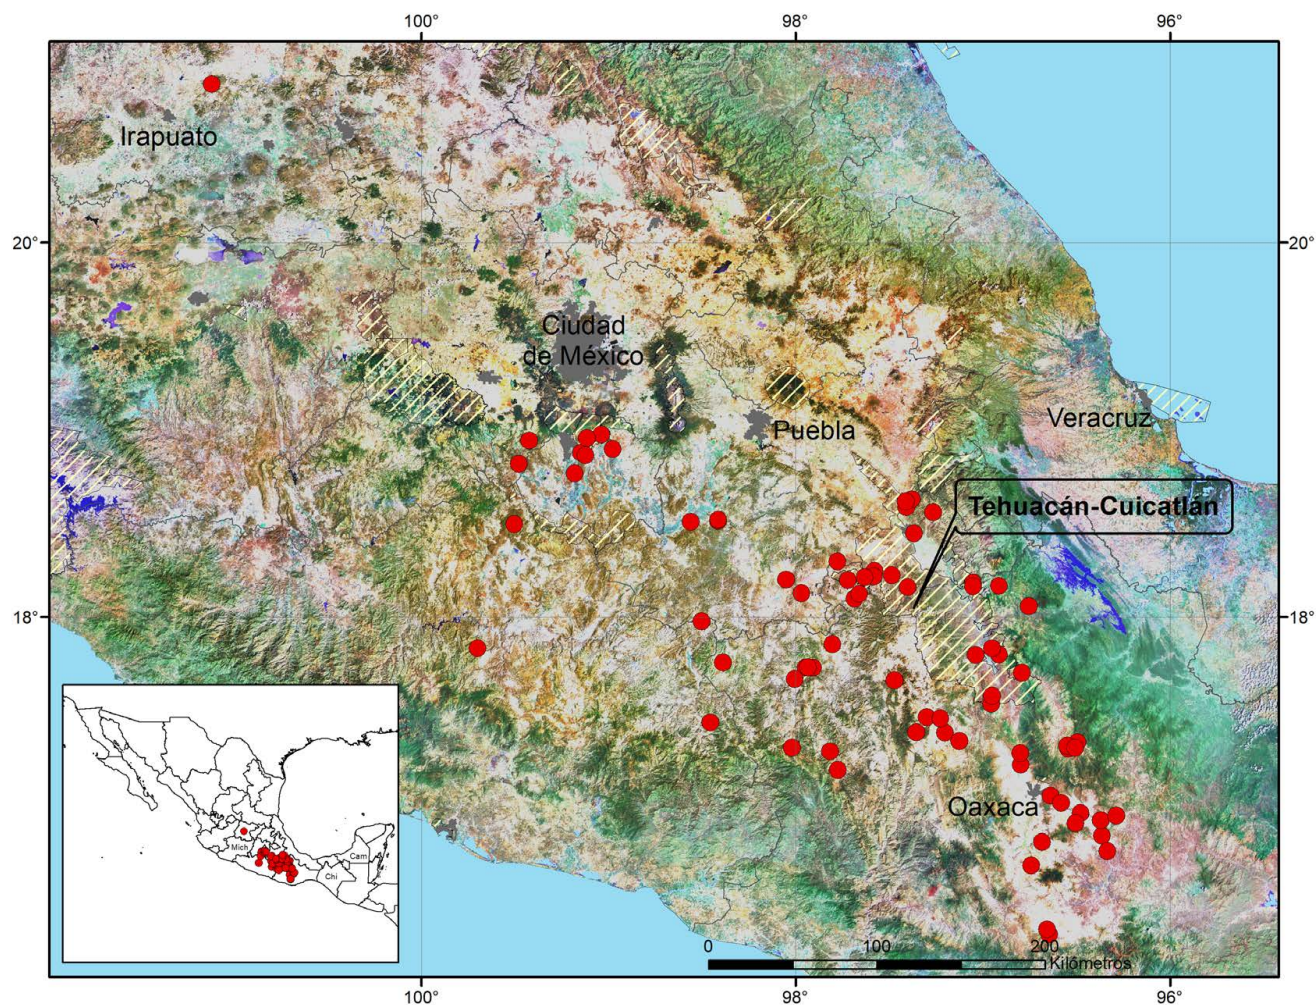 100°
98°
96°
Irapuato
20°
20°
Ciudad
de México
Veracruz
Puebla
Tehuacán-Cuicatlán
18°
18°
Oaxaca
Mich
Cam
Chi
0
100
200
Kilómetros
100°
98°
96°